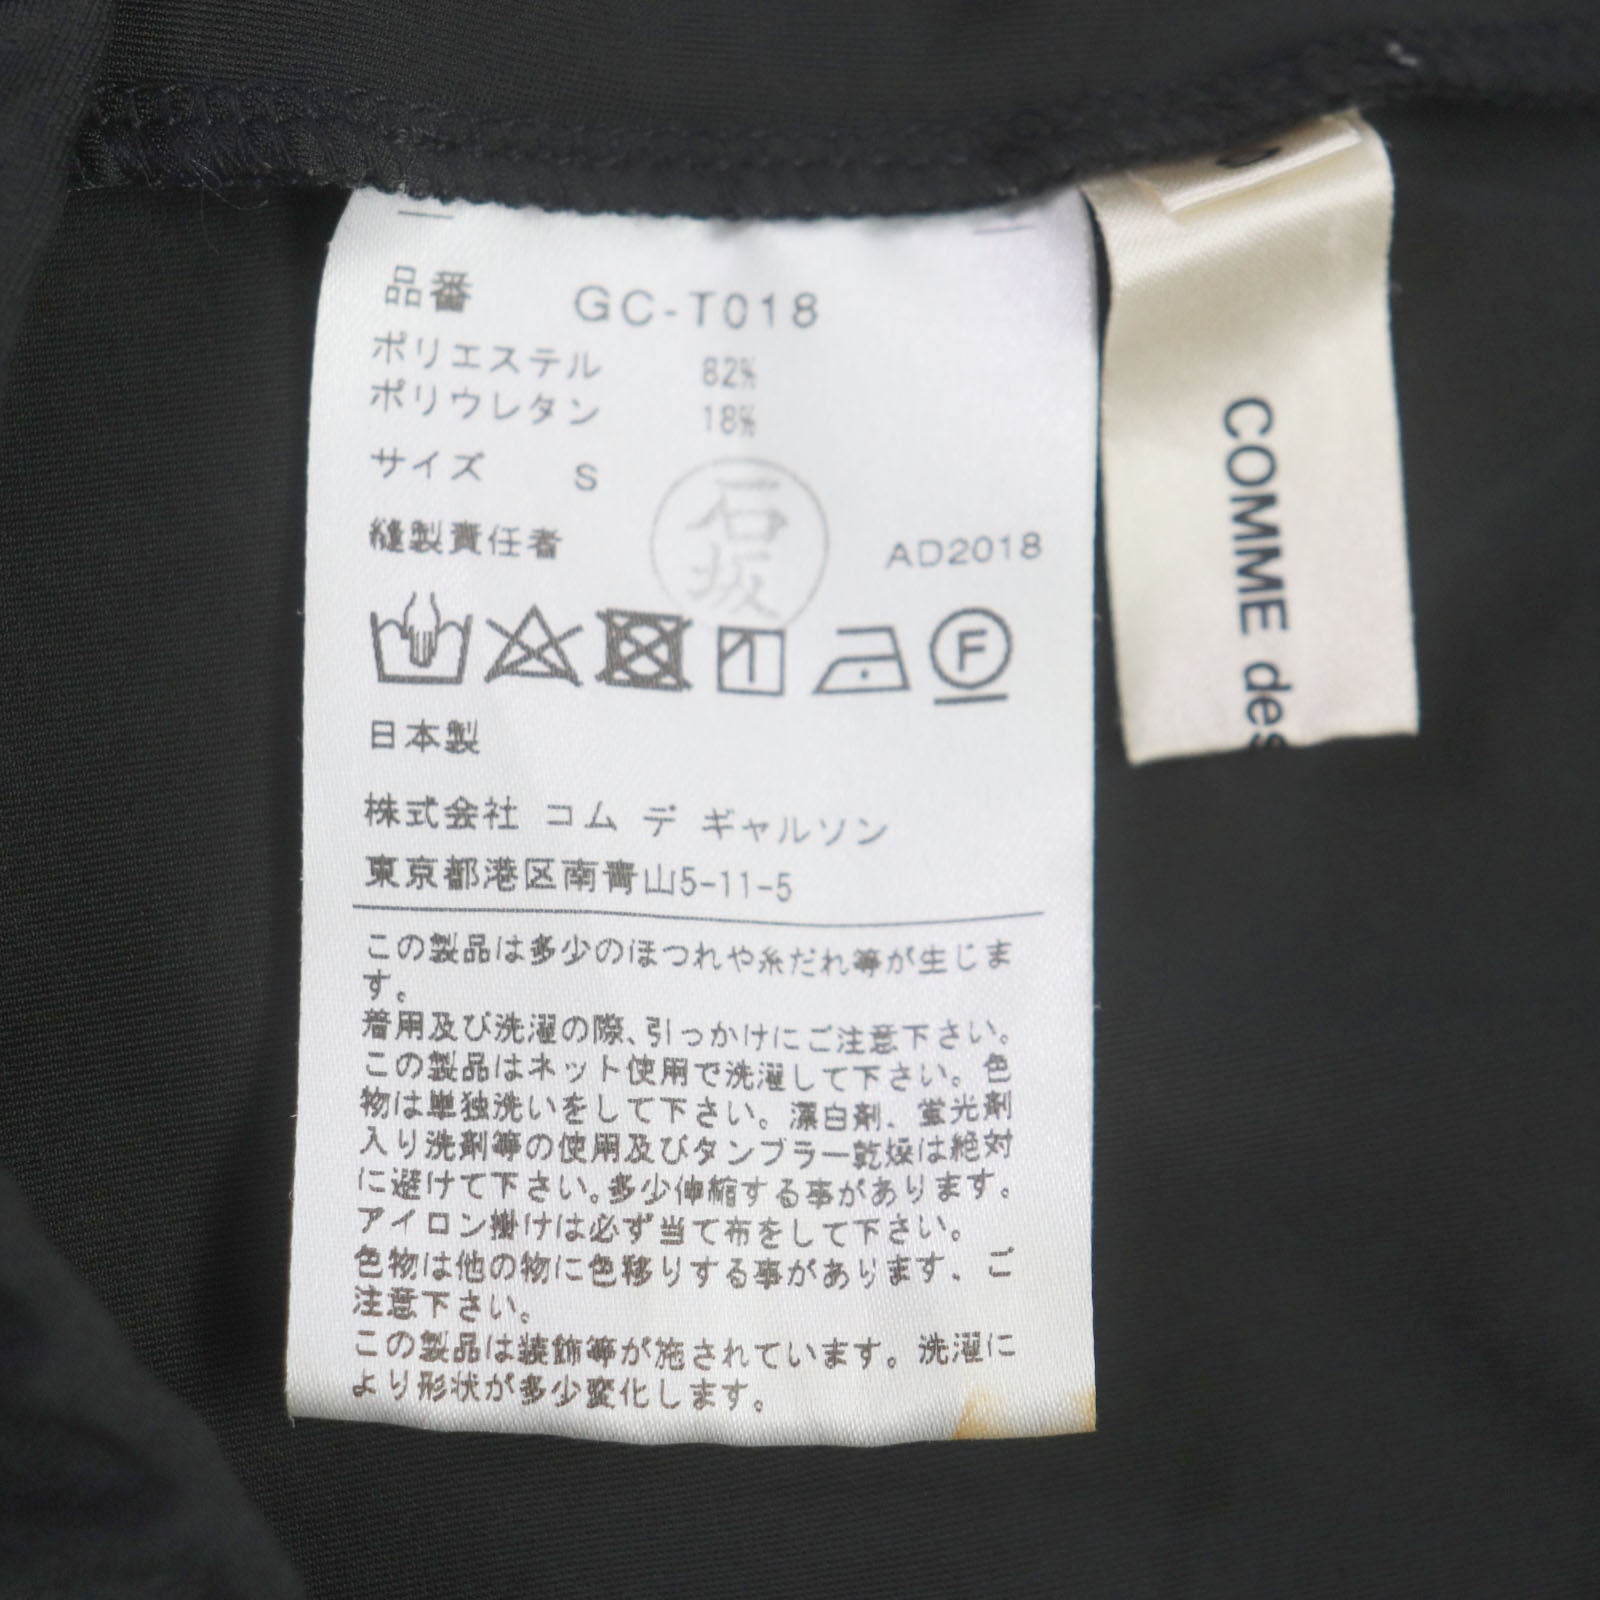 品番 GC-T018
ポリエステル 82%
ポリウレタン 18%
サイズ S
石坂
縫製責任者 AD2018
F
日本製
株式会社 コム デ ギャルソン
東京都港区南青山5-11-5
この製品は多少のほつれや糸だれ等が生じま
す。
着用及び洗濯の際、引っかけにご注意下さい。
この製品はネット使用で洗濯して下さい。色
物は単独洗いをして下さい。漂白剤、蛍光剤
入り洗剤等の使用及びタンブラー乾燥は絶対
に避けて下さい。多少伸縮する事があります。
アイロン掛けは必ず当て布をして下さい。
色物は他の物に色移りする事があります、ご
注意下さい。
この製品は装飾等が施されています。洗濯に
より形状が多少変化します。
COMME des